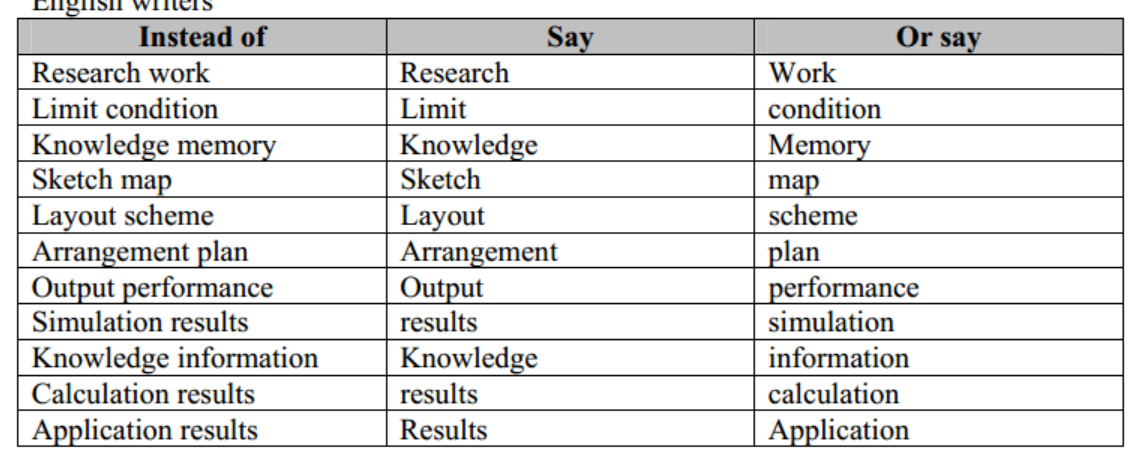 English writers
Instead of Say Or say
Research work Research Work
Limit condition Limit condition
Knowledge memory Knowledge Memory
Sketch map Sketch map
Layout scheme Layout scheme
Arrangement plan Arrangement plan
Output performance Output performance
Simulation results results simulation
Knowledge information Knowledge information
Calculation results results calculation
Application results Results Application